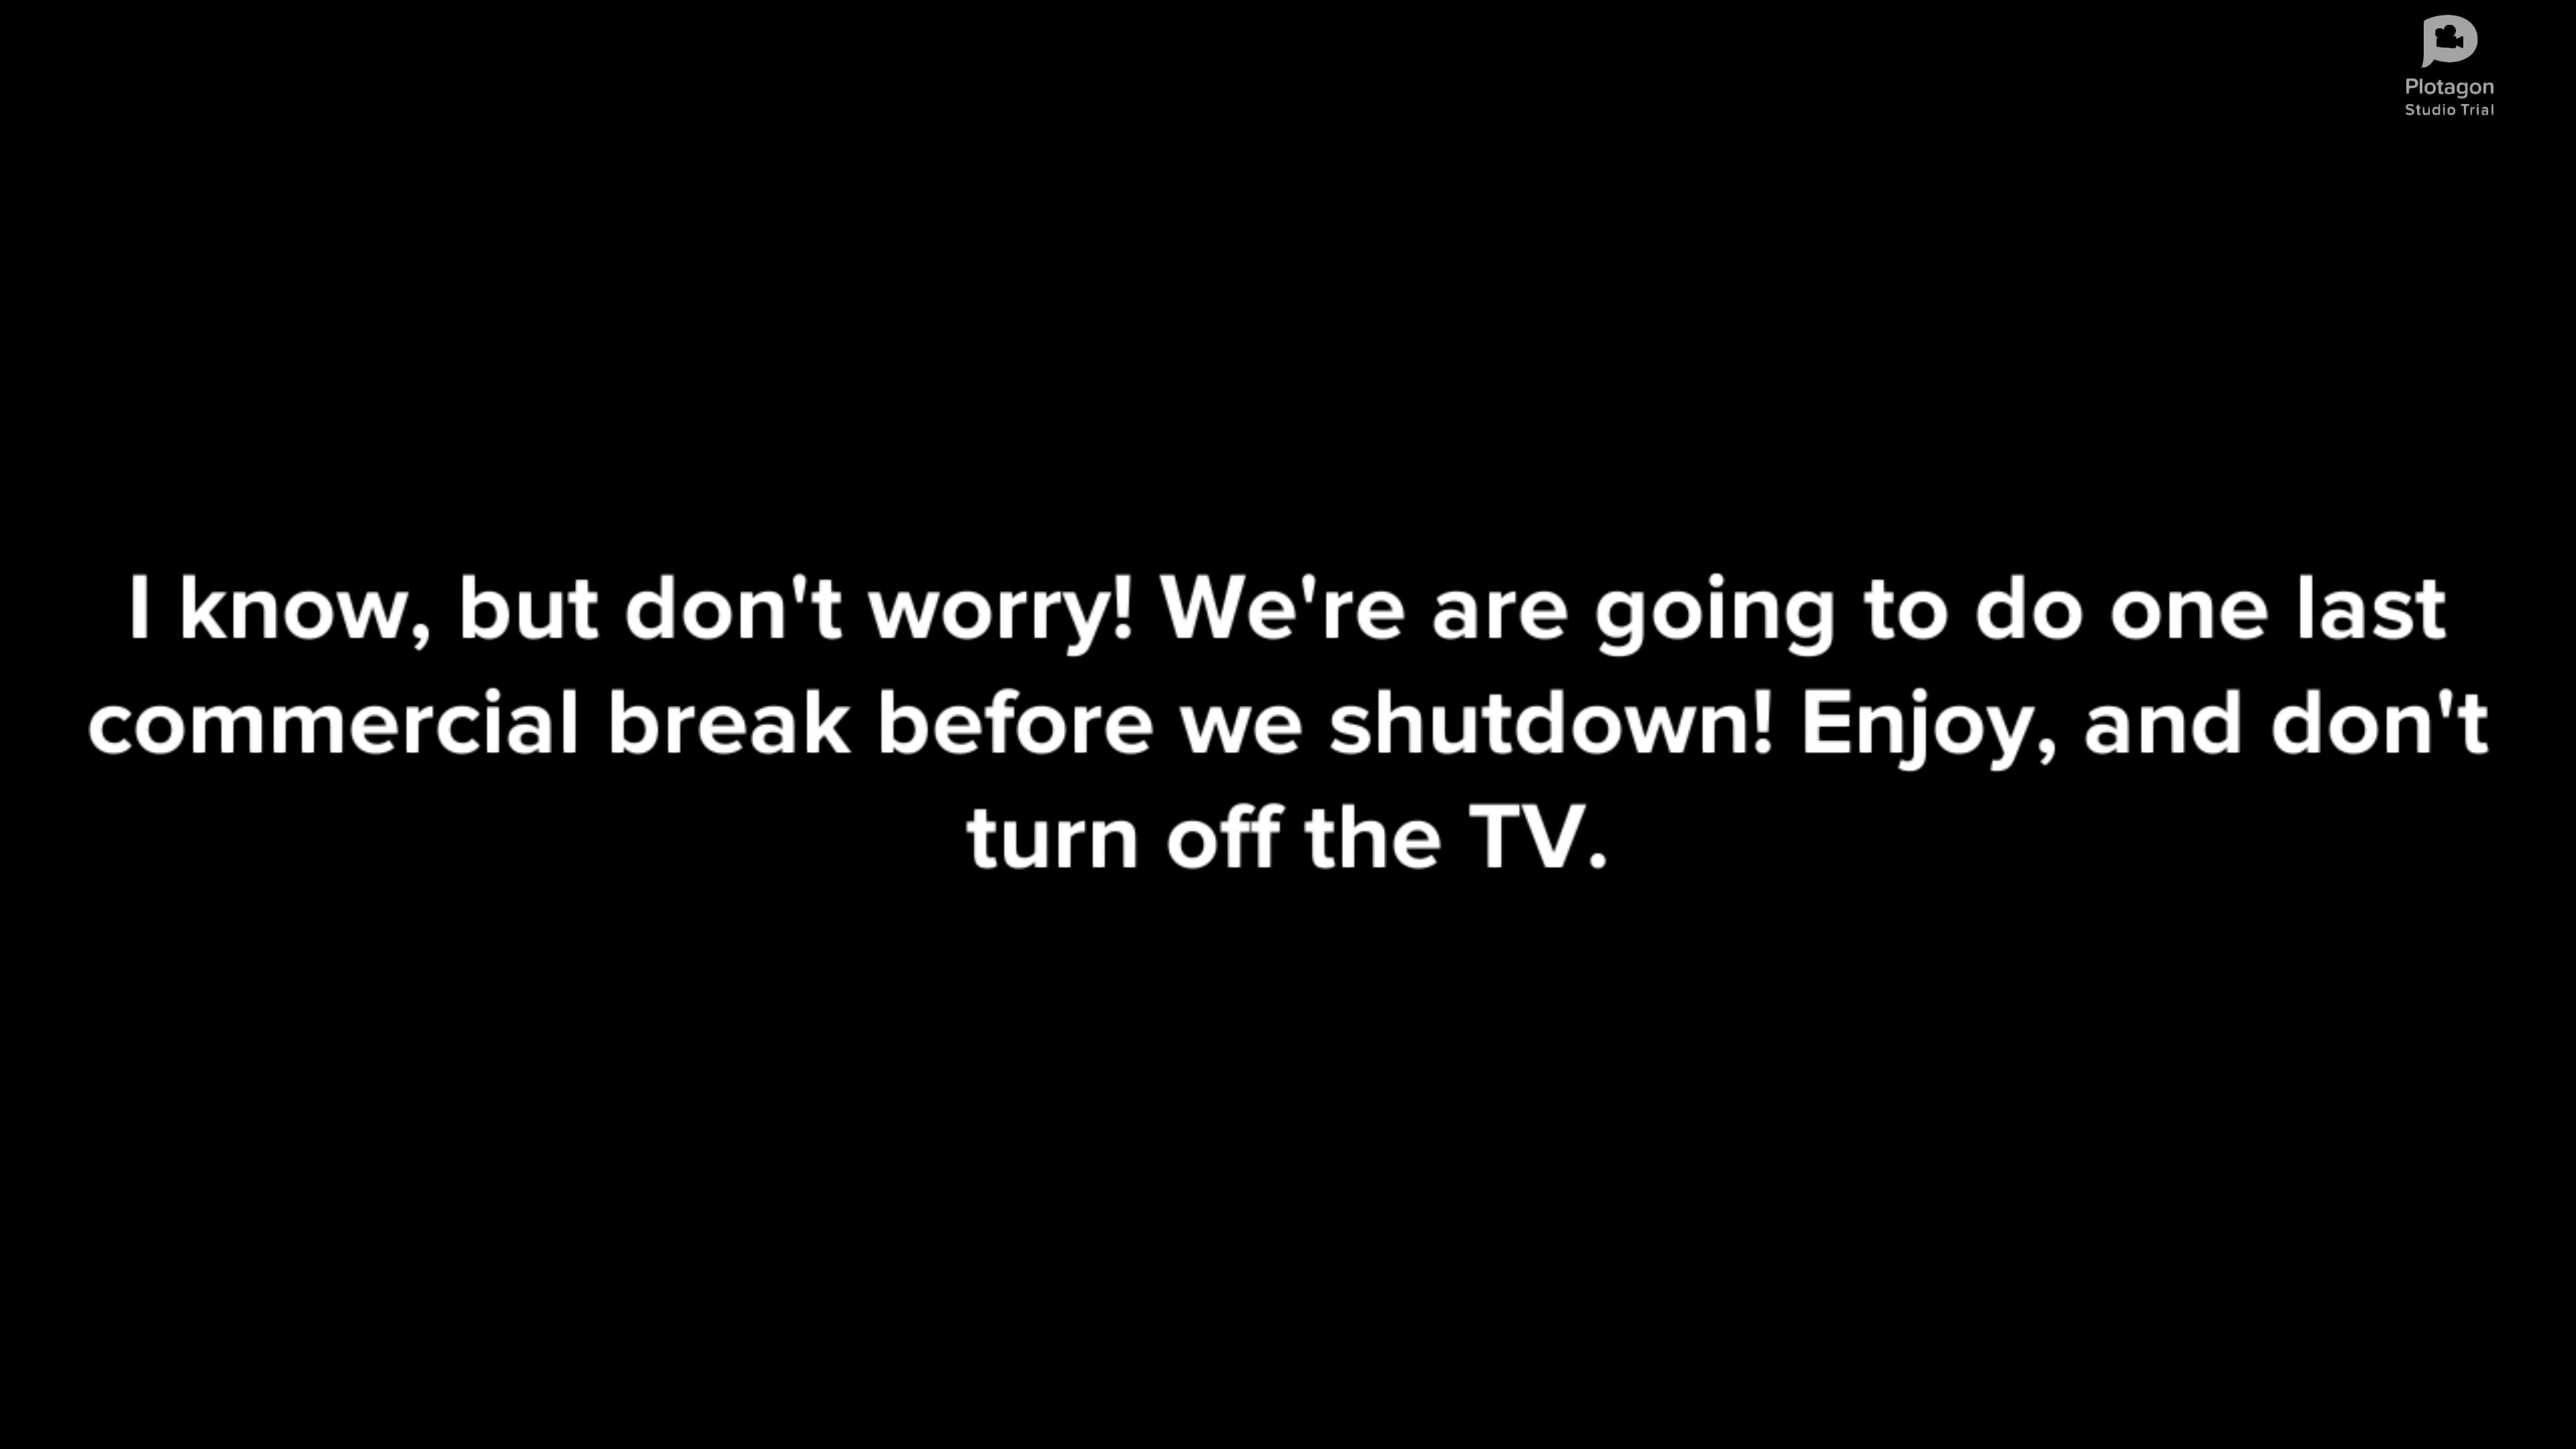 Plotagon
Studio Trial
I know, but don't worry! We're are going to do one last
commercial break before we shutdown! Enjoy, and don't
turn off the TV.